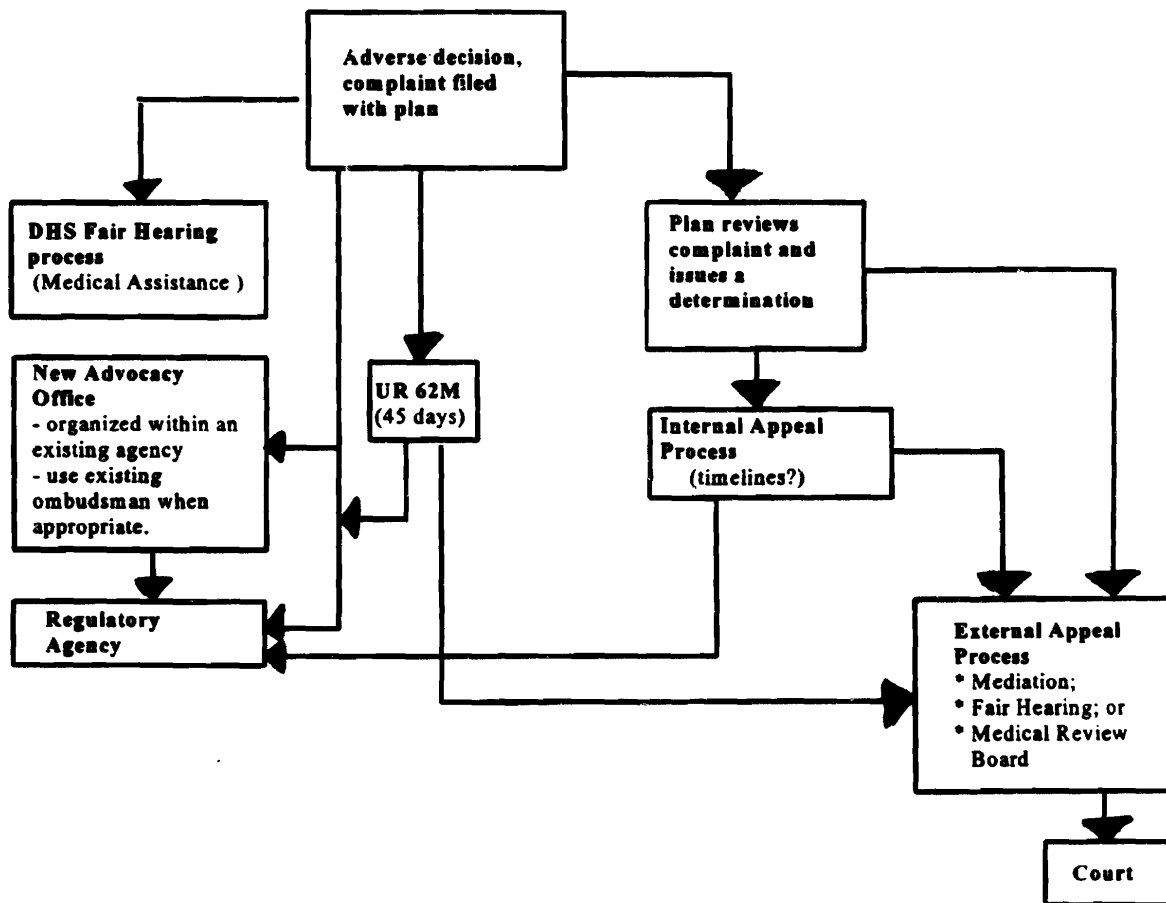 Adverse decision,
complaint filed
with plan
DHS Fair Hearing
process
(Medical Assistance )
Plan reviews
complaint and
issues a
determination
New Advocacy
Office
- organized within an
existing agency
- use existing
ombudsman when
appropriate.
UR 62M
(45 days)
Internal Appeal
Process
(timelines?)
Regulatory
Agency
External Appeal
Process
* Mediation;
* Fair Hearing; or
* Medical Review
Board
Court